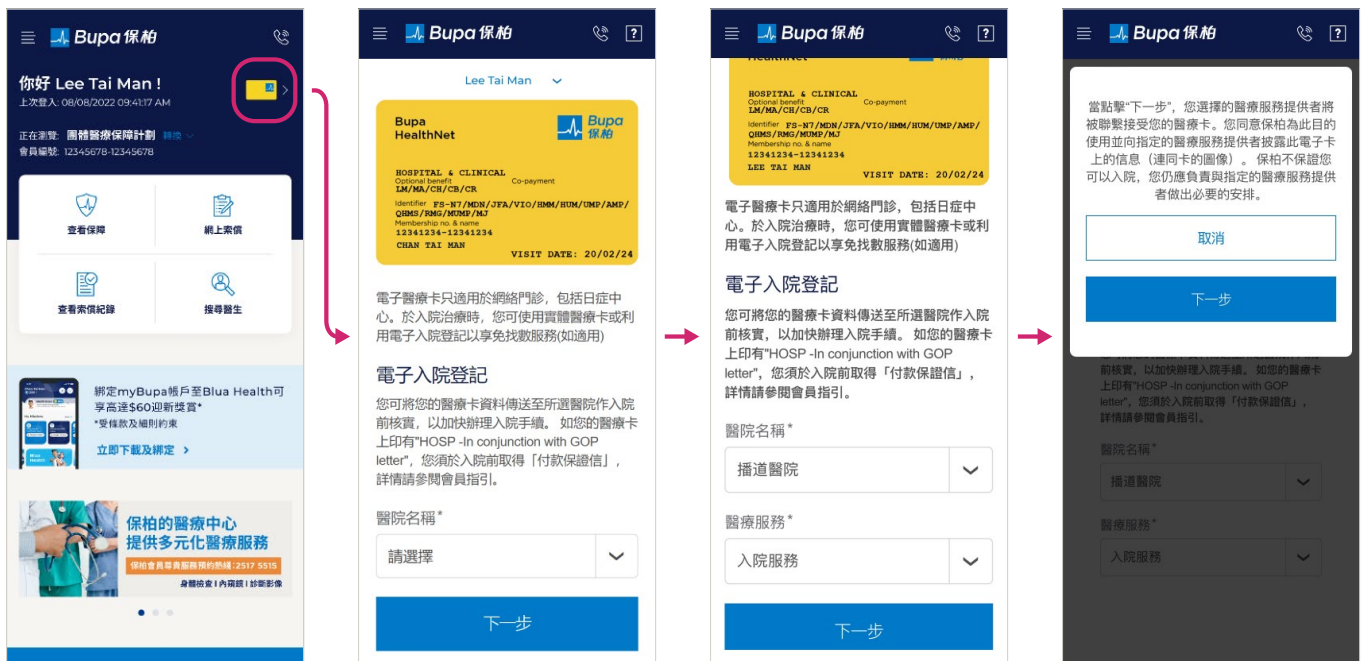 Bupa 保柏
你好 Lee Tai Man !
上次登入: 08/08/2022 09:41:17 AM
正在瀏覽: 團體醫療保障計劃 轉換
會員編號: 12345678-12345678
查看保障
網上索償
查看索償紀錄
搜尋醫生
綁定myBupa帳戶至Blua Health可
享高達$60迎新獎賞*
*受條款及細則約束
立即下載及綁定
保柏的醫療中心
提供多元化醫療服務
保柏會員尊貴服務預約熱綫:2517 5515
身體檢查 I 內窺鏡 I 診斷影像
Bupa 保柏
?
Lee Tai Man
Bupa
HealthNet
Bupa
保柏
HOSPITAL & CLINICAL
Optional benefit
Co-payment
LM/MA/CH/CB/CR
Identifier FS-N7/MDN/JFA/VIO/HMM/HUM/UMP/AMP/
QHMS/RMG/MUMP/MJ
Membership no. & name
12341234-12341234
CHAN TAI MAN
VISIT DATE: 20/02/24
電子醫療卡只適用於網絡門診，包括日症中
心。於入院治療時，您可使用實體醫療卡或利
用電子入院登記以享免找數服務(如適用)
電子入院登記
您可將您的醫療卡資料傳送至所選醫院作入院
前核實，以加快辦理入院手續。 如您的醫療卡
上印有"HOSP -In conjunction with GOP
letter"，您須於入院前取得「付款保證信」，
詳情請參閱會員指引。
醫院名稱*
請選擇
下一步
Bupa 保柏
?
HealthNet
HOSPITAL & CLINICAL
Optional benefit
Co-payment
LM/MA/CH/CB/CR
Identifier FS-N7/MDN/JFA/VIO/HMM/HUM/UMP/AMP/
QHMS/RMG/MUMP/MJ
Membership no. & name
12341234-12341234
LEE TAI MAN
VISIT DATE: 20/02/24
電子醫療卡只適用於網絡門診，包括日症中
心。於入院治療時，您可使用實體醫療卡或利
用電子入院登記以享免找數服務(如適用)
電子入院登記
您可將您的醫療卡資料傳送至所選醫院作入院
前核實，以加快辦理入院手續。 如您的醫療卡
上印有"HOSP -In conjunction with GOP
letter"，您須於入院前取得「付款保證信」，
詳情請參閱會員指引。
醫院名稱*
播道醫院
醫療服務*
入院服務
下一步
Bupa 保柏
?
當點擊“下一步”，您選擇的醫療服務提供者將
被聯繫接受您的醫療卡。您同意保柏為此目的
使用並向指定的醫療服務提供者披露此電子卡
上的信息（連同卡的圖像）。 保柏不保證您
可以入院，您仍應負責與指定的醫療服務提供
者做出必要的安排。
取消
下一步
前核實，以加快辦理入院手續。 如您的醫療卡
上印有"HOSP -In conjunction with GOP
letter"，您須於入院前取得「付款保證信」，
詳情請參閱會員指引。
醫院名稱*
播道醫院
醫療服務*
入院服務